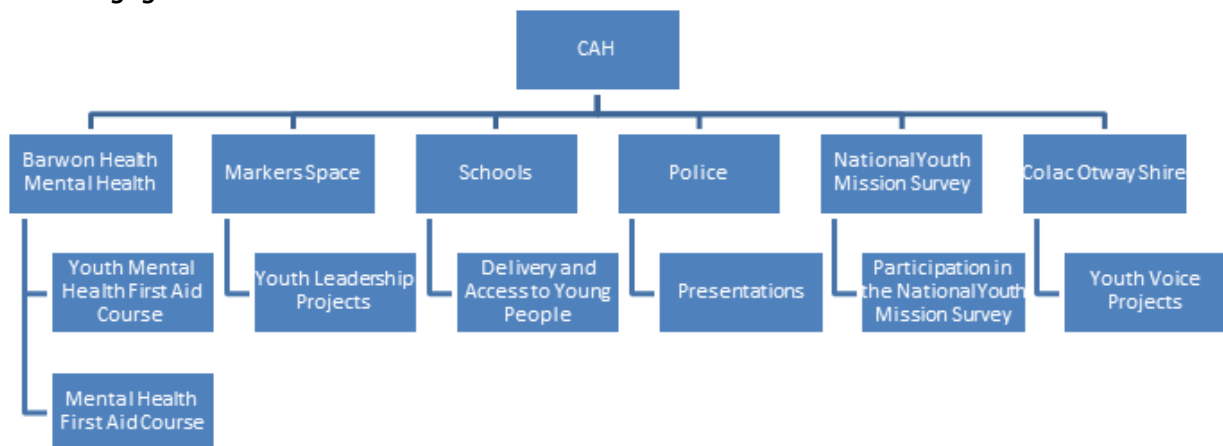 CAH
Barwon Health
Mental Health
Markers Space
Schools
Police
National Youth
Mission Survey
Colac Otway Shire
Youth Mental
Health First Aid
Course
Youth Leadership
Projects
Delivery and
Access to Young
People
Presentations
Participation in
the National Youth
Mission Survey
Youth Voice
Projects
Mental Health
First Aid Course